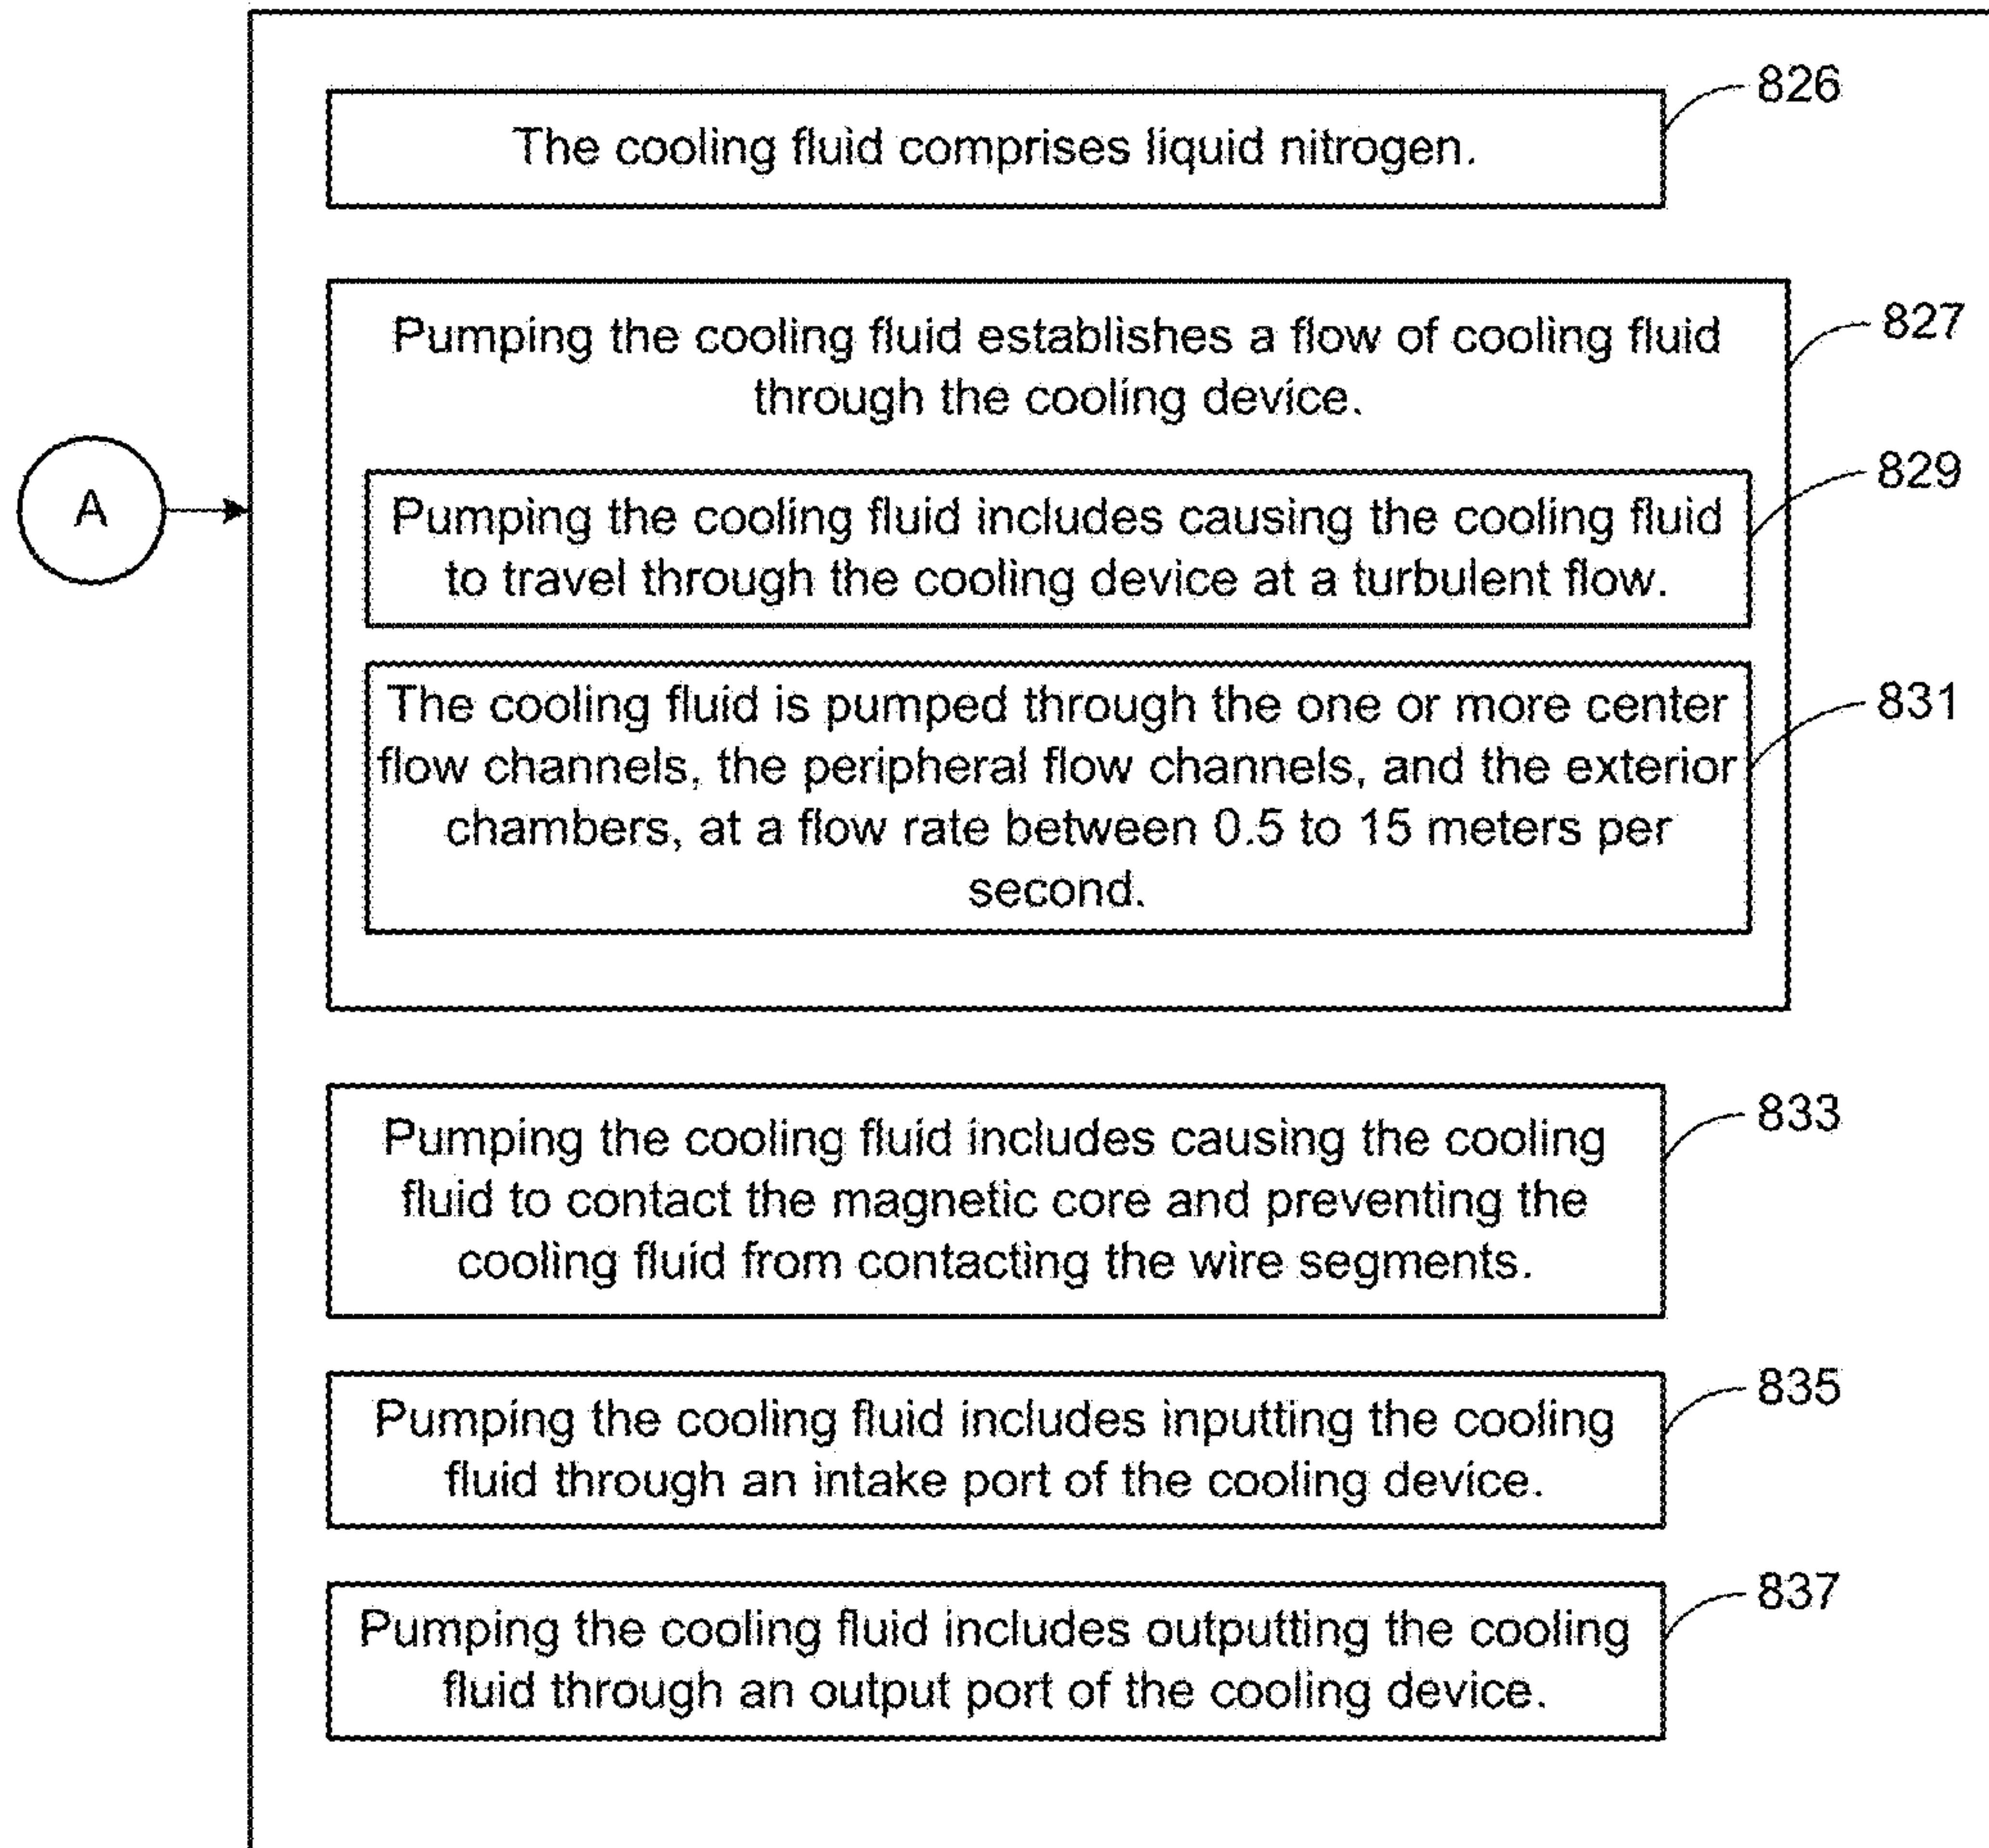 826
The cooling fluid comprises liquid nitrogen.
827
Pumping the cooling fluid establishes a flow of cooling fluid
through the cooling device.
829
A
Pumping the cooling fluid includes causing the cooling fluid
to travel through the cooling device at a turbulent flow.
831
The cooling fluid is pumped through the one or more center
flow channels, the peripheral flow channels, and the exterior
chambers, at a flow rate between 0.5 to 15 meters per
second.
833
Pumping the cooling fluid includes causing the cooling
fluid to contact the magnetic core and preventing the
cooling fluid from contacting the wire segments.
835
Pumping the cooling fluid includes inputting the cooling
fluid through an intake port of the cooling device.
837
Pumping the cooling fluid includes outputting the cooling
fluid through an output port of the cooling device.